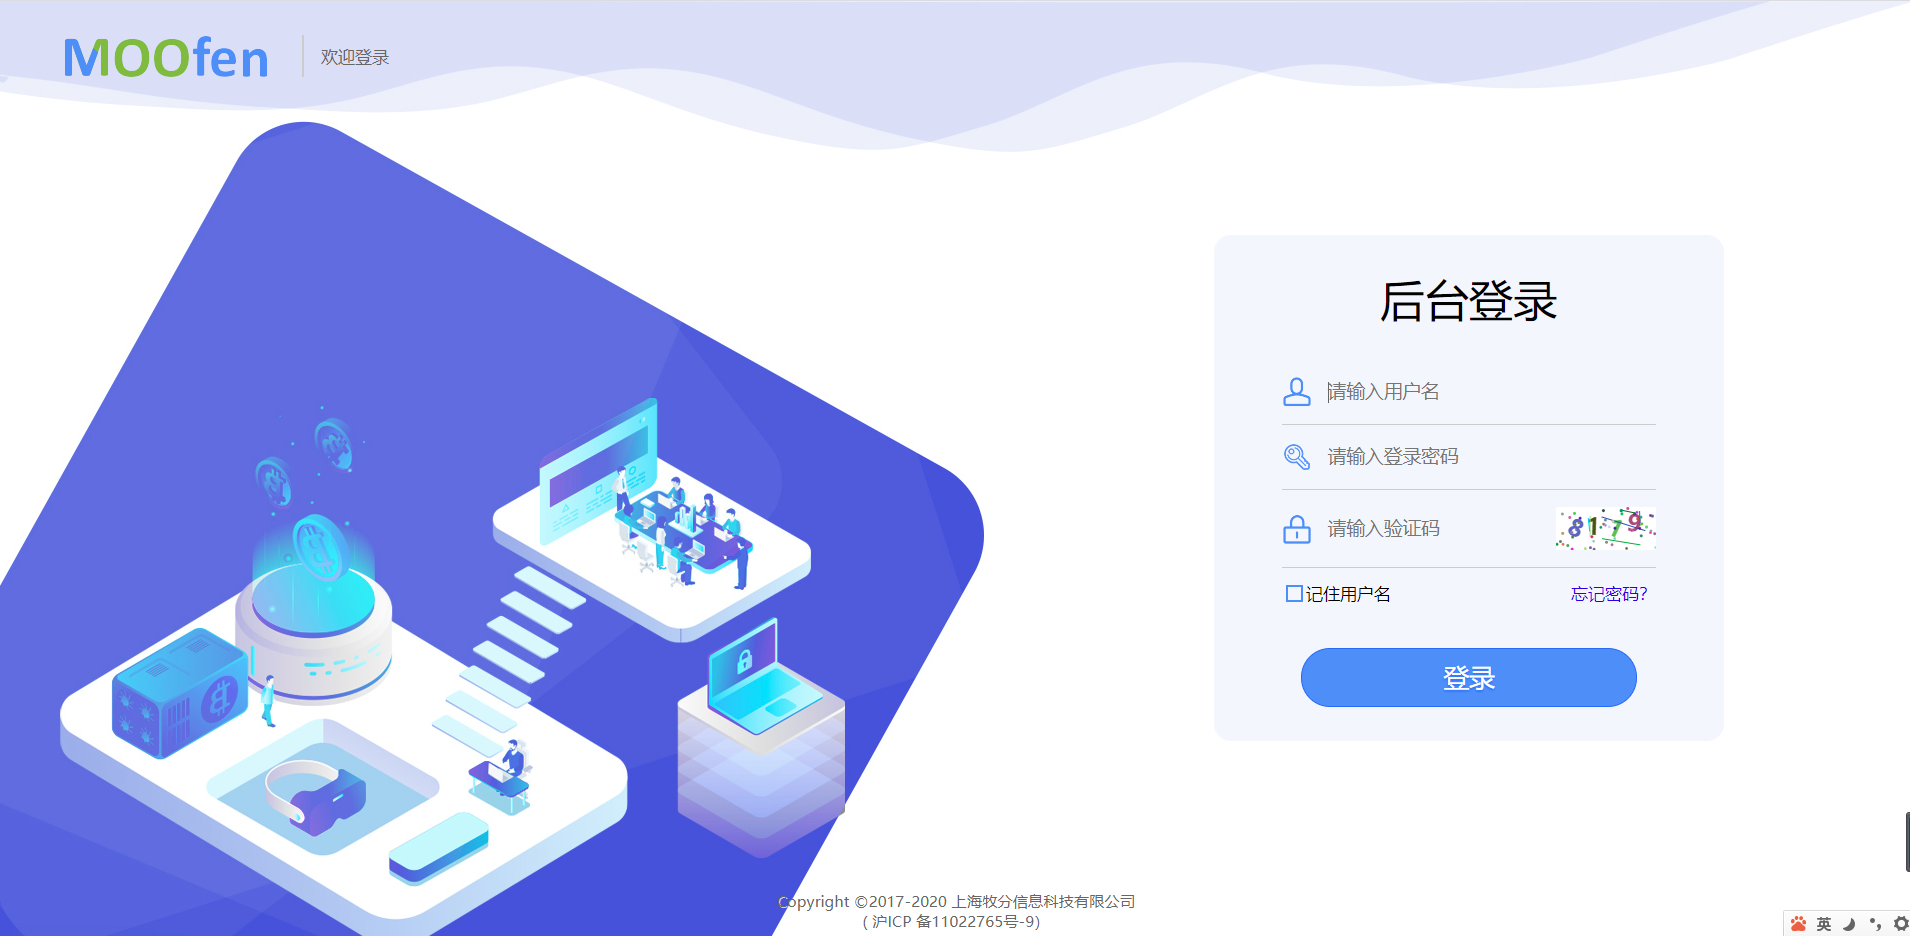 MOOfen
欢迎登录
后台登录
请输入用户名
请输入登录密码
请输入验证码
8179
记住用户名
忘记密码?
登录
Copyright ©2017-2020 上海牧分信息科技有限公司
( 沪ICP 备11022765号-9)
英